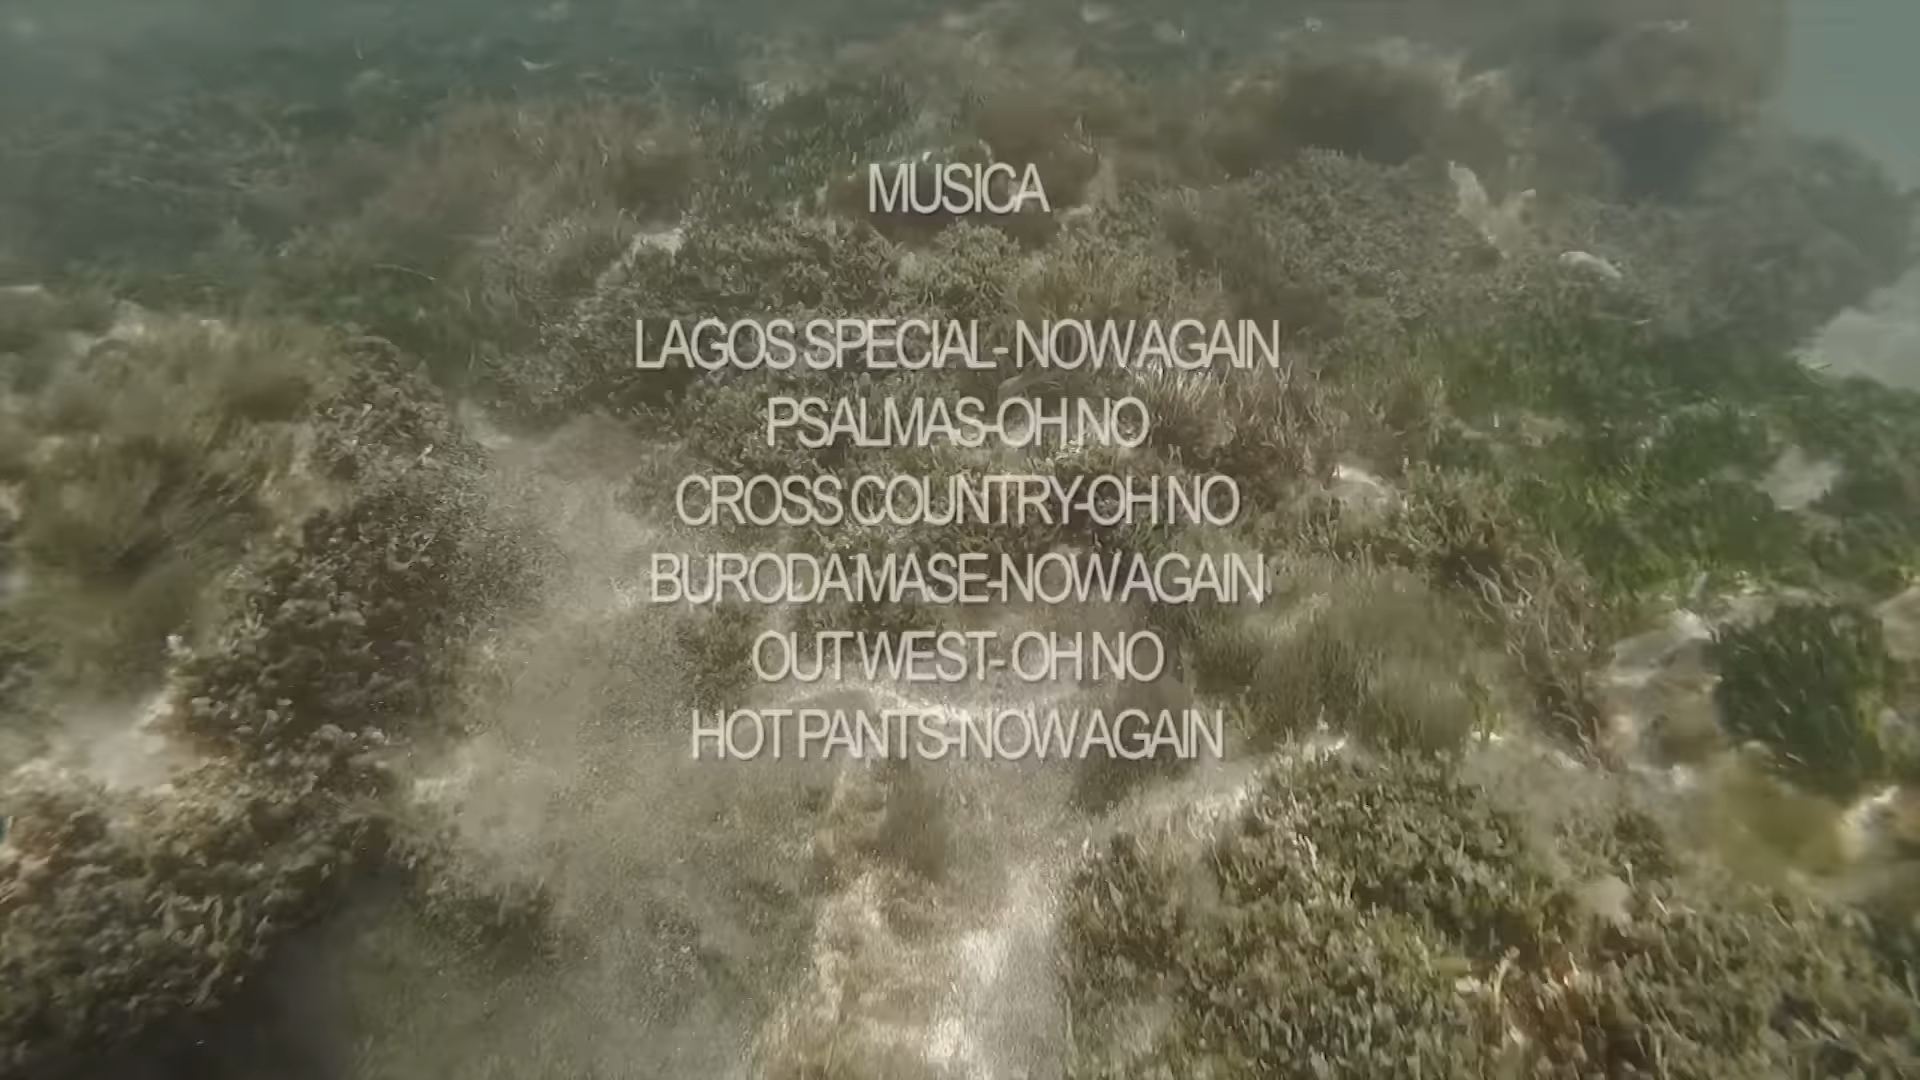 MUSICA
LAGOS SPECIAL- NOW AGAIN
PSALMAS-OH NO
CROSS COUNTRY-OH NO
BURODAMASE-NOW AGAIN
OUT WEST- OH NO
HOT PANTS-NOW AGAIN